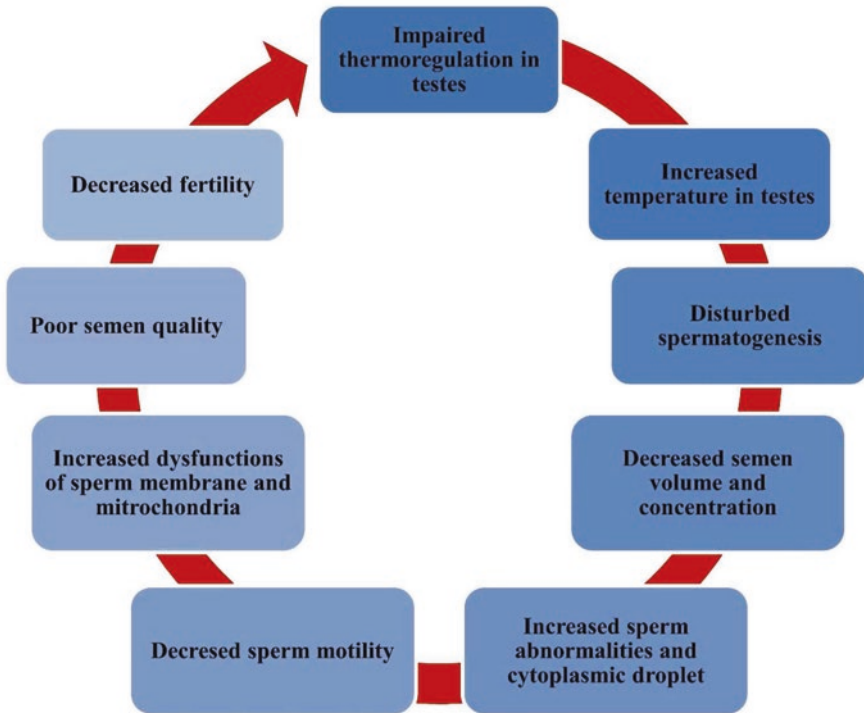 Impaired
thermoregulation in
testes
Increased
temperature in testes
Disturbed
spermatogenesis
Decreased semen
volume and
concentration
Increased sperm
abnormalities and
cytoplasmic droplet
Decresed sperm motility
Increased dysfunctions
of sperm membrane and
mitrochondria
Poor semen quality
Decreased fertility